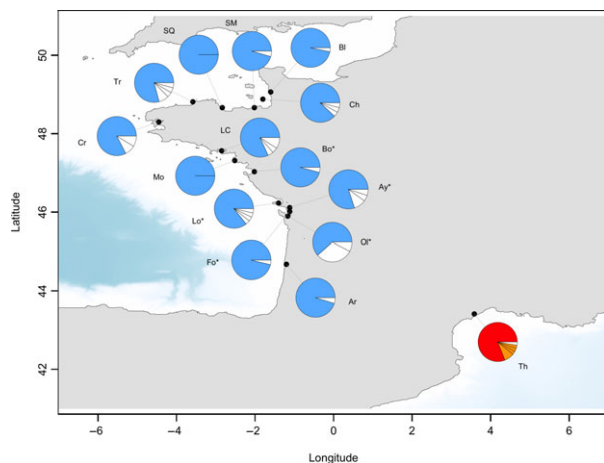 SM
SQ
Bl
50
Tr
Ch
48
LC
Cr
Bo*
Mo
Ay*
Latitude
46
Lo*
Ol*
Fo*
44
Ar
42
Th
−6 −4 −2 0 2 4 6
Longitude